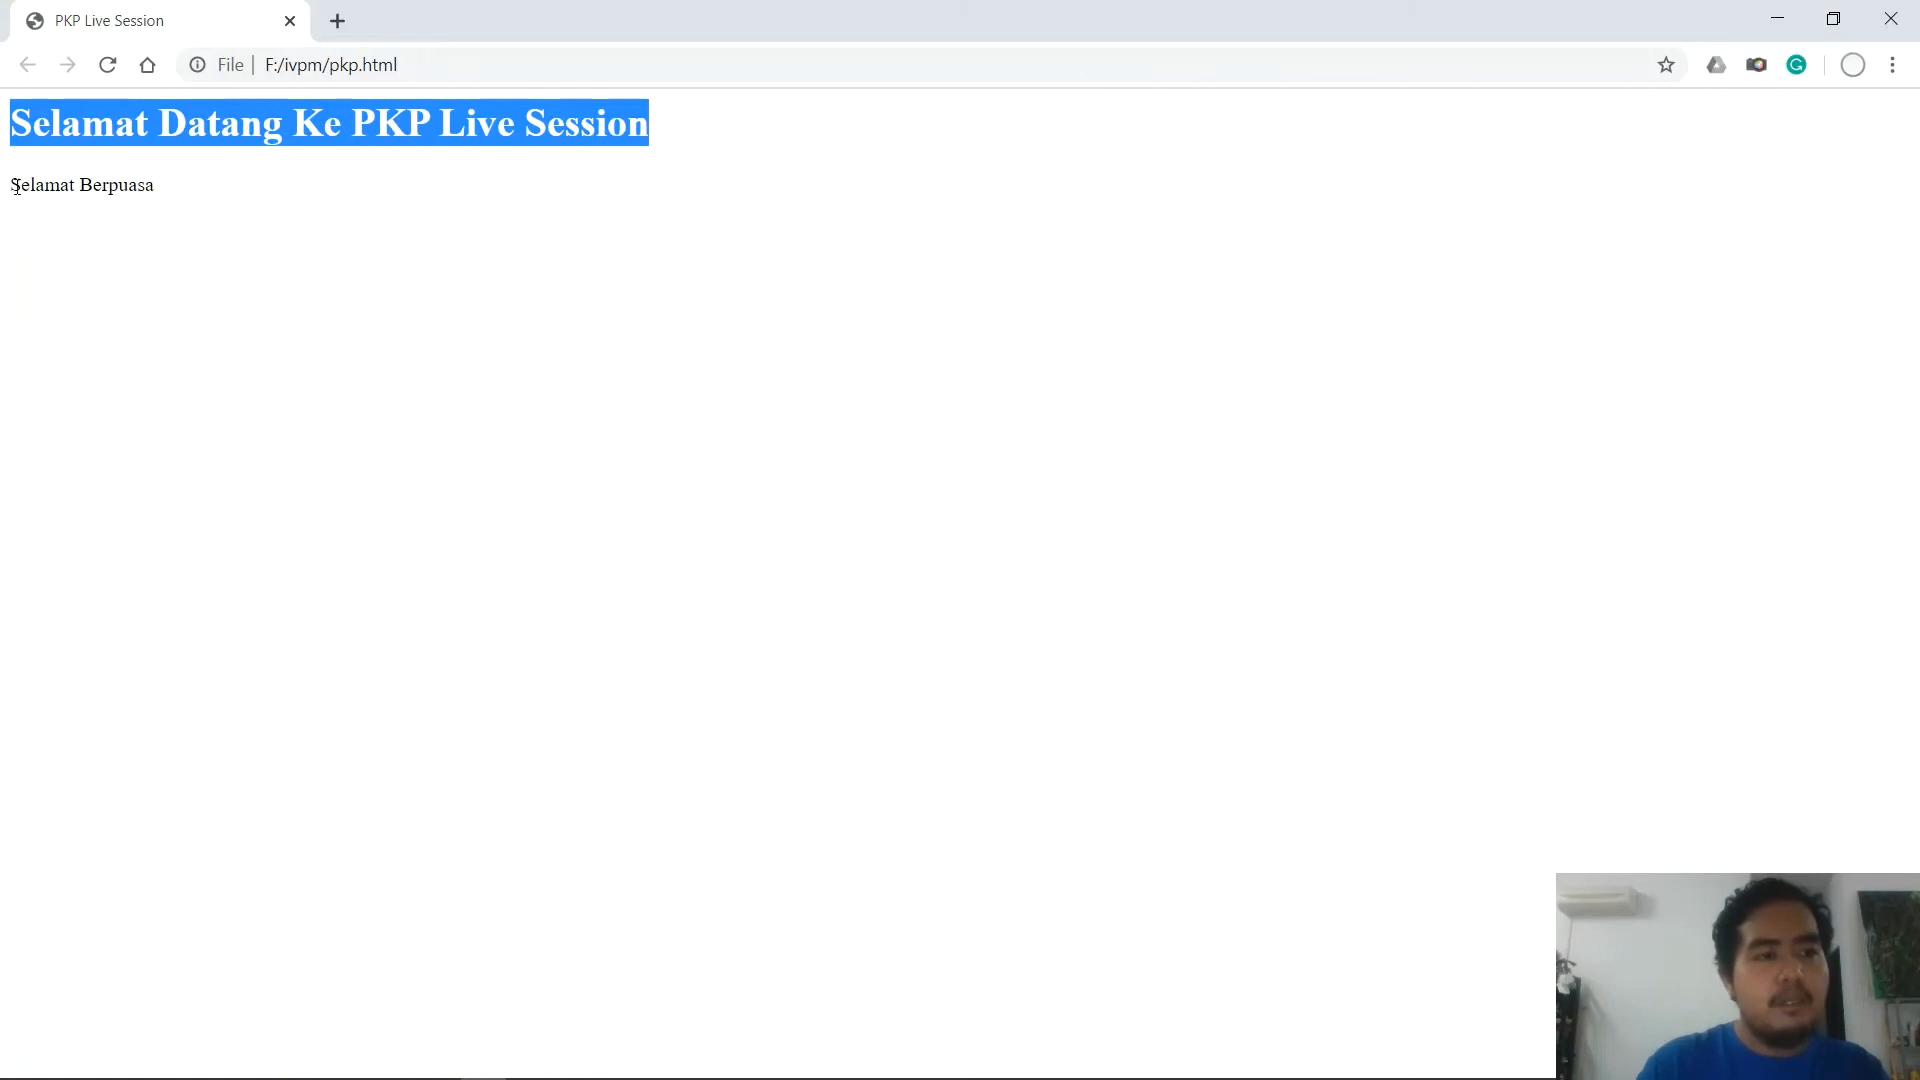 PKP Live Session
File
F:/ivpm/pkp.html
Selamat Datang Ke PKP Live Session
Selamat Berpuasa